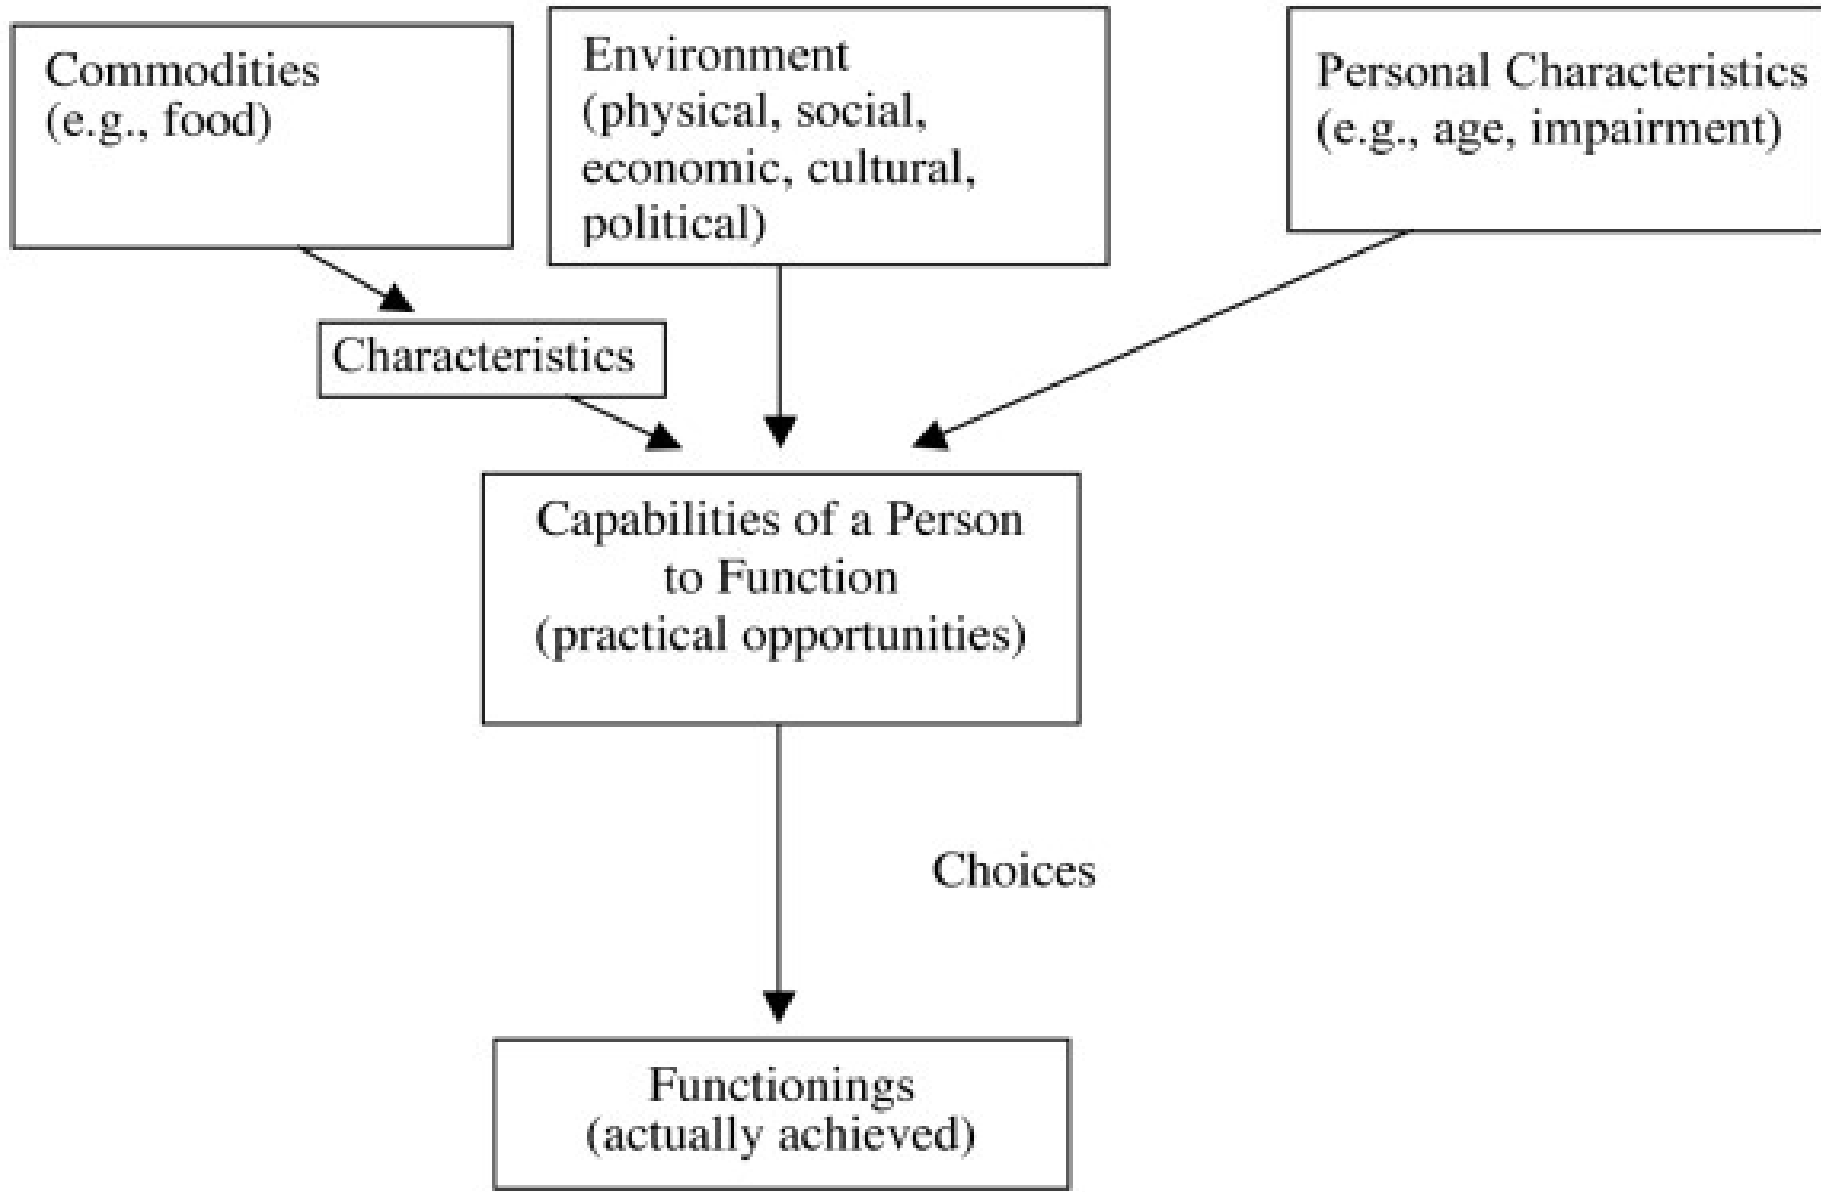 Commodities
(e.g., food)
Environment
(physical, social,
economic, cultural,
political)
Personal Characteristics
(e.g., age, impairment)
Characteristics
Capabilities of a Person
to Function
(practical opportunities)
Choices
Functionings
(actually achieved)